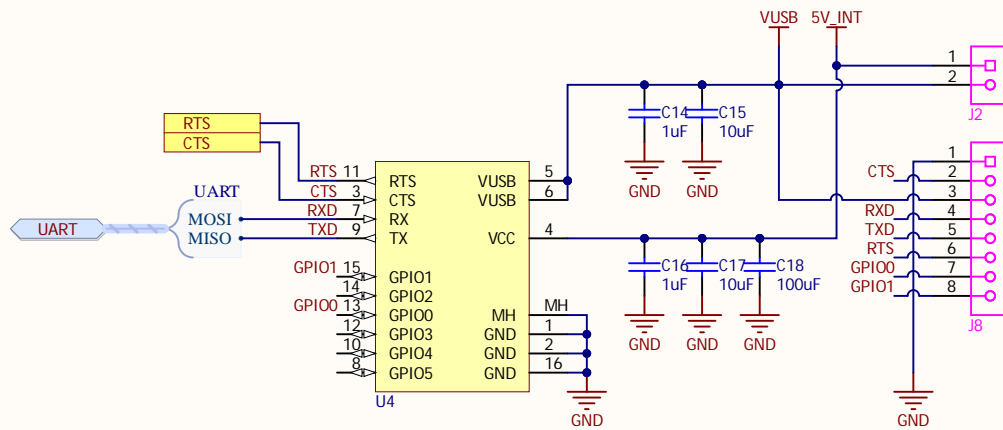 VUSB 5V_INT
1
2
J2
C14 C15
1uF 10uF
GND GND
RTS
CTS
RTS 11 RTS VUSB 5
CTS 3 CTS VUSB 6
UART
MOSI RXD 7 RX
UART MISO TXD 9 TX VCC 4
C16 C17 C18
1uF 10uF 100uF
GND GND GND
GPIO1 15 GPIO1
14 GPIO2
GPIO0 13 GPIO0 MH MH
12 GPIO3 GND 1
10 GPIO4 GND 2
8 GPIO5 GND 16
U4
GND
1
CTS 2
3
RXD 4
TXD 5
RTS 6
GPIO0 7
GPIO1 8
J8
GND